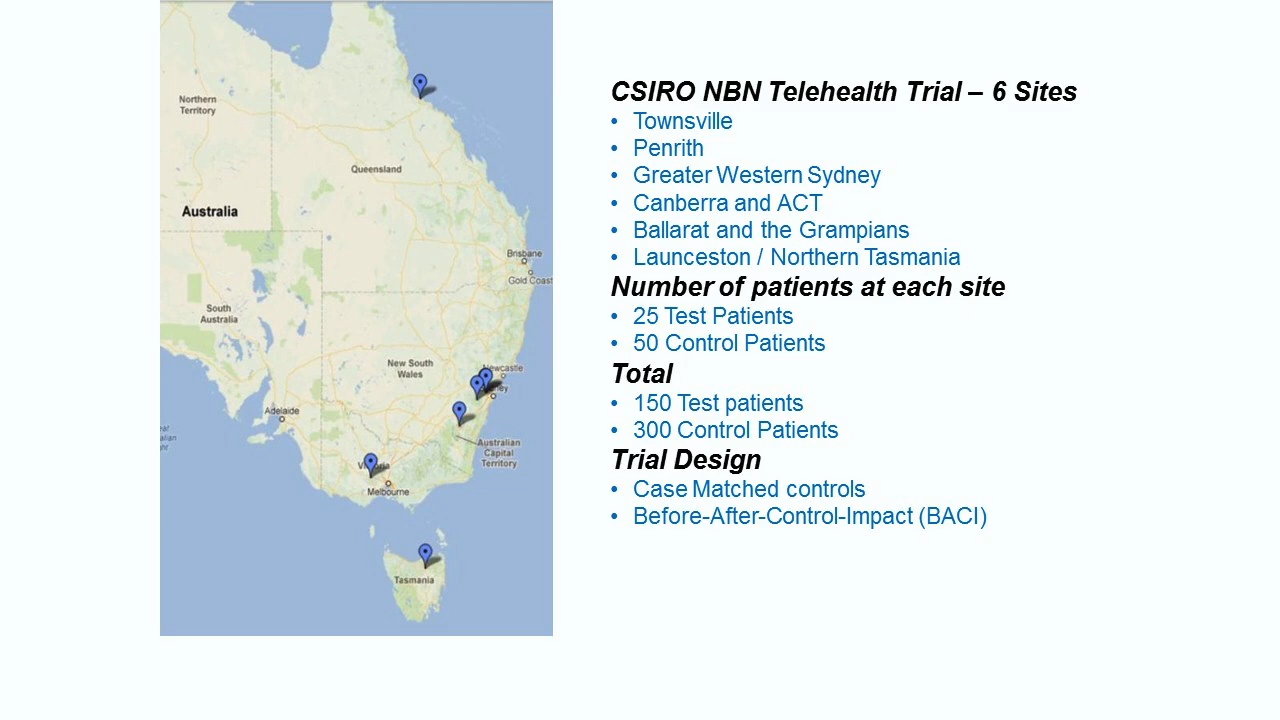 Northern
Territory
Queensland
Australia
Brisbane
Gold Coast
South
Australia
New South
Wales
Newcastle
Adelaide
Australian
Capital
Territory
Victoria
Melbourne
Tasmania
CSIRO NBN Telehealth Trial – 6 Sites
• Townsville
• Penrith
• Greater Western Sydney
• Canberra and ACT
• Ballarat and the Grampians
• Launceston / Northern Tasmania
Number of patients at each site
• 25 Test Patients
• 50 Control Patients
Total
• 150 Test patients
• 300 Control Patients
Trial Design
• Case Matched controls
• Before-After-Control-Impact (BACI)